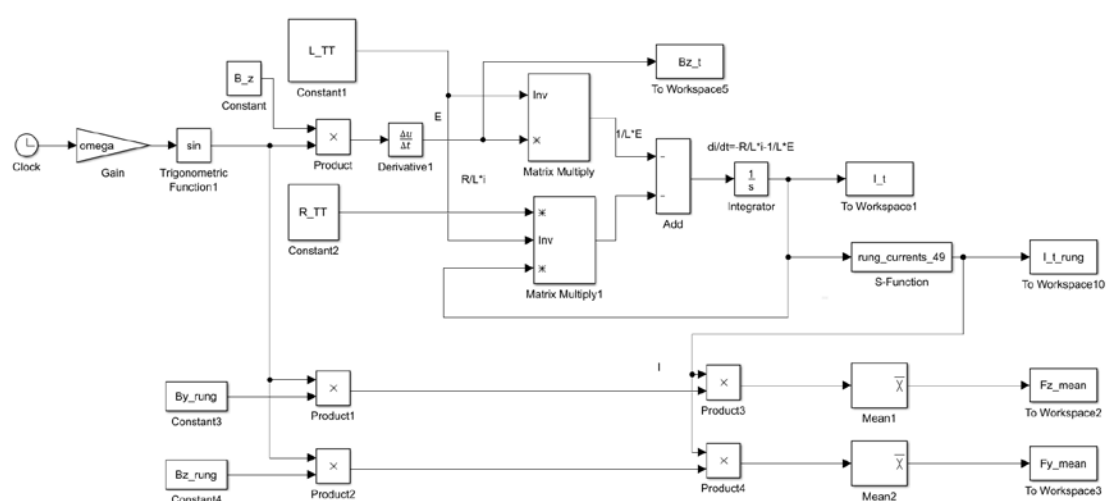 L_TT
Constant1
B_z
Constant
Bz_t
To Workspace5
Inv
E
×
Product
Δu
Δt
Derivative1
×
Matrix Multiply
1/L*E
Clock
omega
Gain
sin
Trigonometric
Function1
R/L*i
di/dt=-R/L*i-1/L*E
-
-
Add
1
s
Integrator
I_t
To Workspace1
R_TT
Constant2
×
Inv
×
Matrix Multiply1
rung_currents_49
S-Function
I_t_rung
To Workspace10
I
By_rung
Constant3
×
Product1
×
Product3
x
Mean1
Fz_mean
To Workspace2
Bz_rung
Constant4
×
Product2
×
Product4
x
Mean2
Fy_mean
To Workspace3